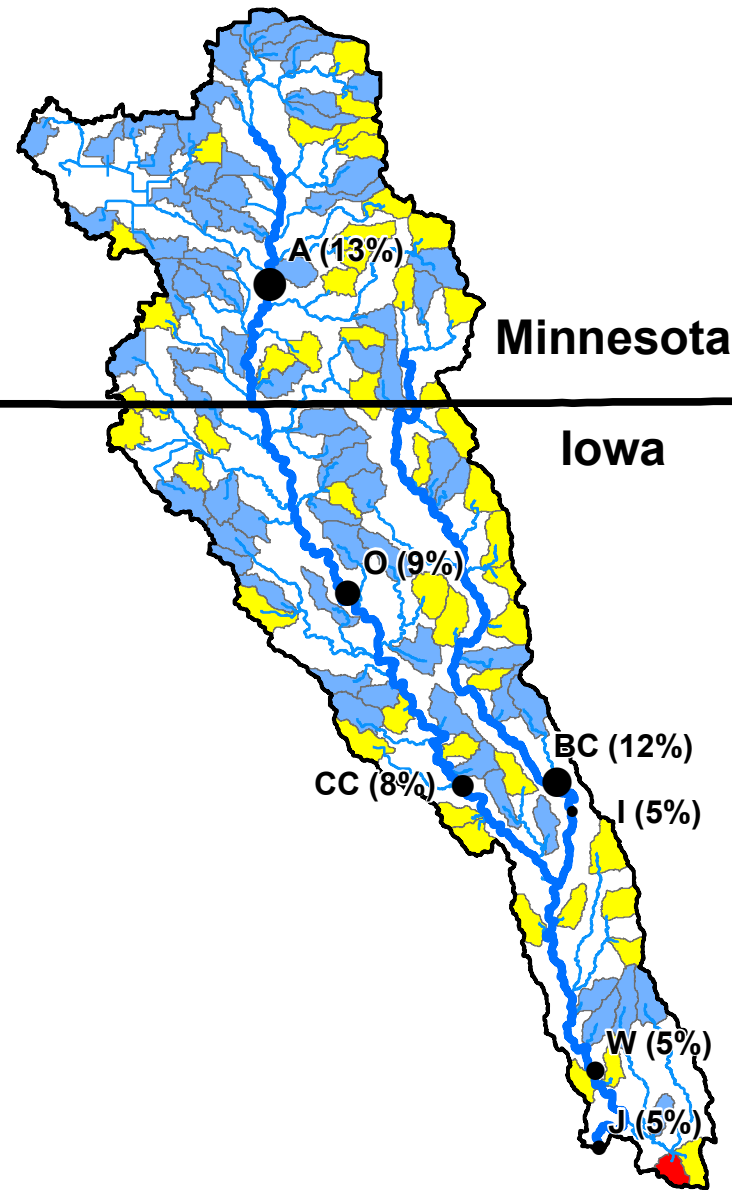 A (13%)
Minnesota
Iowa
O (9%)
BC (12%)
CC (8%)
I (5%)
W (5%)
J (5%)